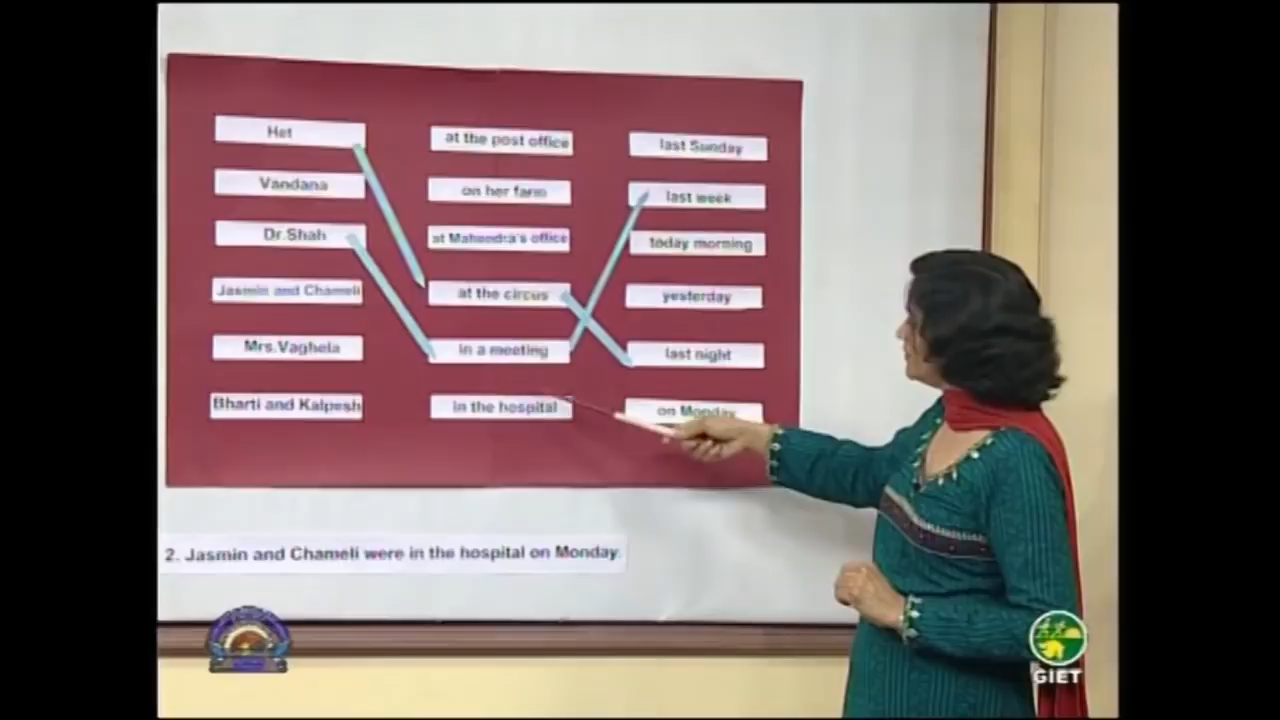 Het
at the post office
last Sunday
Vandana
on her farm
last week
Dr.Shah
at Mahendra's office
today morning
Jasmin and Chameli
at the circus
yesterday
Mrs.Vaghela
in a meeting
last night
Bharti and Kalpesh
in the hospital
on Monday
2. Jasmin and Chameli were in the hospital on Monday.
GIET